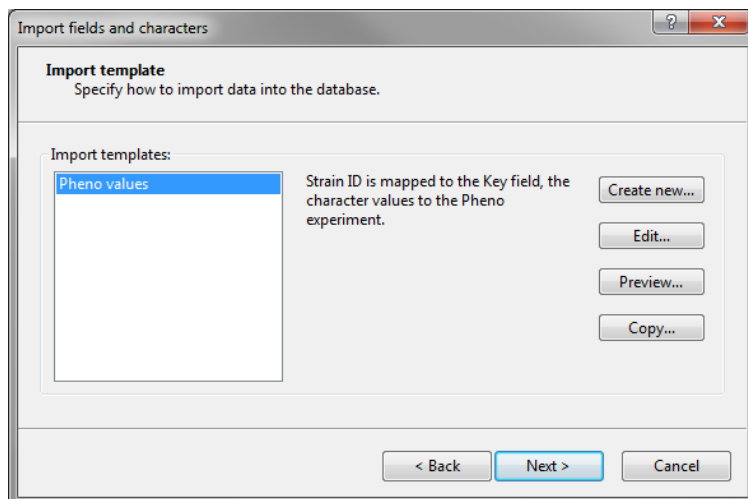 Import fields and characters
Import template
Specify how to import data into the database.
Import templates:
Pheno values
Strain ID is mapped to the Key field, the
character values to the Pheno
experiment.
Create new...
Edit...
Preview...
Copy...
< Back
Next >
Cancel